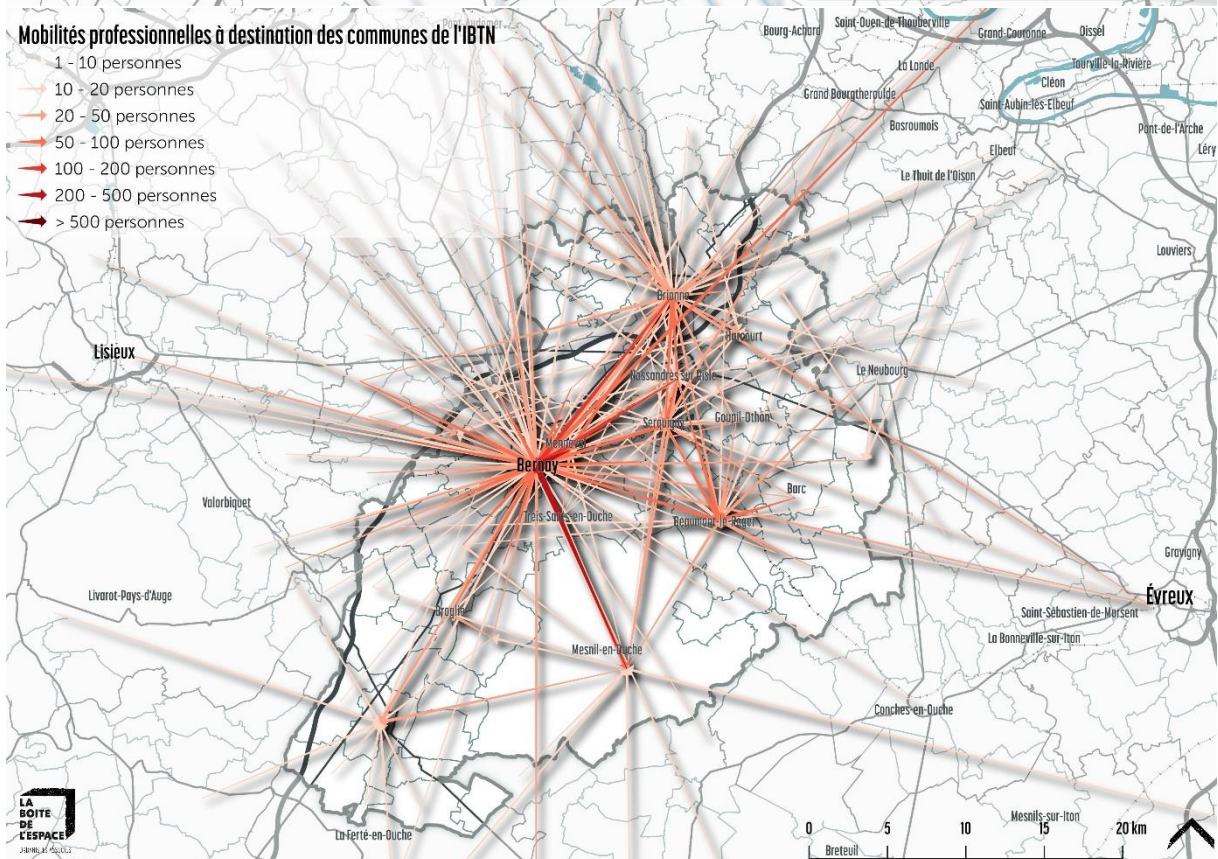 Pont-Audemer
Mobilités professionnelles à destination des communes de l'IBTN
1 - 10 personnes
10 - 20 personnes
20 - 50 personnes
50 - 100 personnes
100 - 200 personnes
200 - 500 personnes
> 500 personnes
Bourg-Achard
Saint-Ouen-de-Thouberville
Grand-Couronne
Oissel
La Londe
Tourville-la-Rivière
Cléon
Grand Bourgtheroulde
Saint-Aubin-lès-Elbeuf
Bosroumois
Pont-de-l'Arche
Elbeuf
Léry
Le Thuit de l'Oison
Louviers
Brionne
Harcourt
Lisieux
Le Neubourg
Nassandres sur Risle
Goupil-Othon
Serquigny
Menneval
Bernay
Barc
Valorbiquet
Treis-Sants-en-Ouche
Beaumont-le-Roger
Gravigny
Livarot-Pays-d'Auge
Évreux
Broglie
Saint-Sébastien-de-Morsent
La Bonneville-sur-Iton
Mesnil-en-Ouche
Conches-en-Ouche
LA
BOITE
DE
L'ESPACE
La Ferté-en-Ouche
Mesnils-sur-Iton
0 5 10 15 20 km
Breteuil